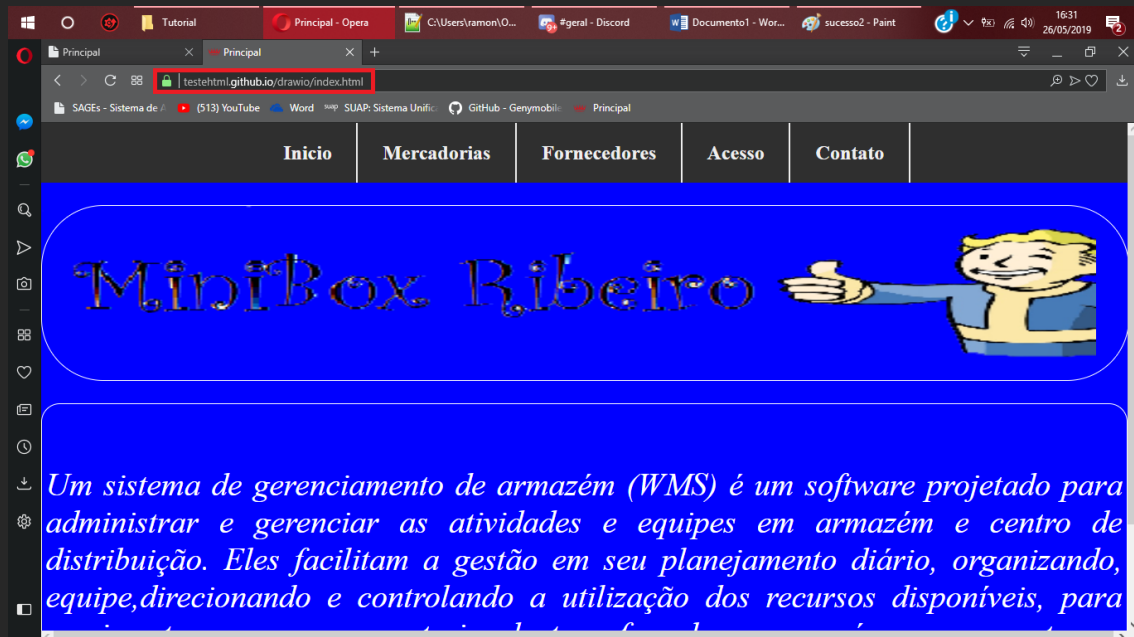 Tutorial
Principal - Opera
C:\Users\ramon\O...
#geral - Discord
Documento1 - Wor...
sucesso2 - Paint
16:31
26/05/2019
2
Principal
Principal
testehtml.github.io/drawio/index.html
SAGEs - Sistema de A
(513) YouTube
Word
suap
SUAP: Sistema Unific
GitHub - Genymobile
Principal
Inicio
Mercadorias
Fornecedores
Acesso
Contato
MiniBox Ribeiro
Um sistema de gerenciamento de armazém (WMS) é um software projetado para
administrar e gerenciar as atividades e equipes em armazém e centro de
distribuição. Eles facilitam a gestão em seu planejamento diário, organizando,
equipe,direcionando e controlando a utilização dos recursos disponíveis, para